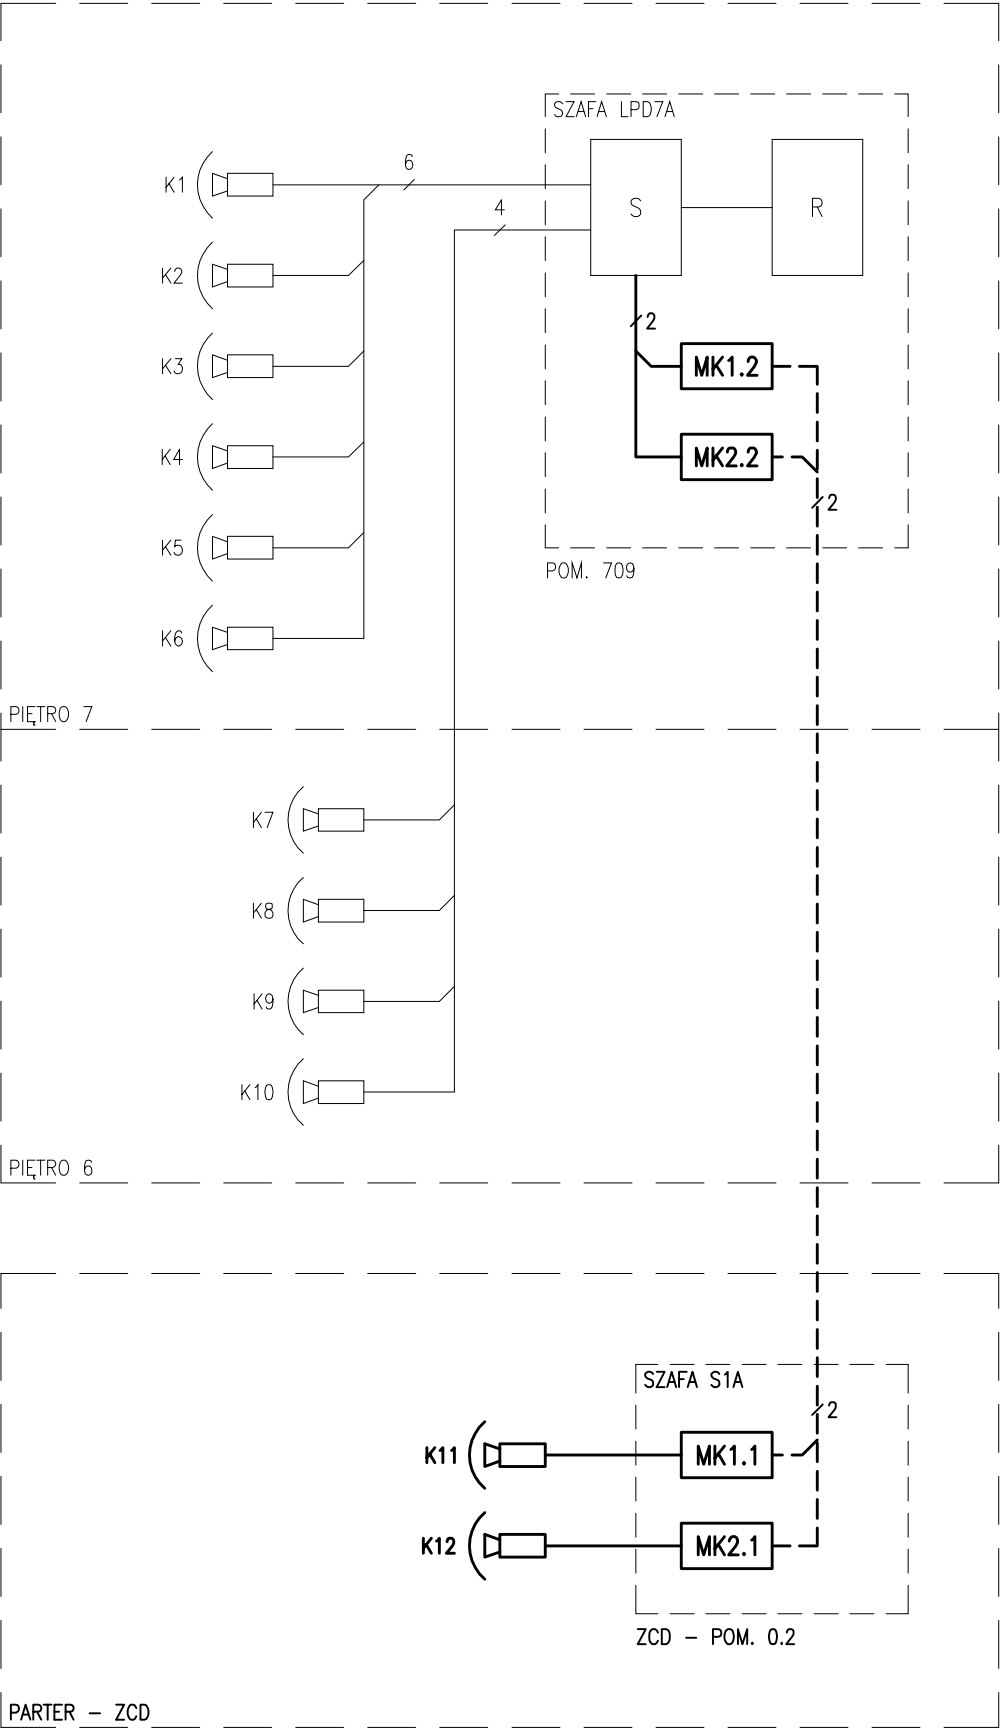 SZAFA LPD7A
K1
6
S
R
4
K2
2
K3
MK1.2
K4
MK2.2
2
K5
POM. 709
K6
PIĘTRO 7
K7
K8
K9
K10
PIĘTRO 6
SZAFA S1A
2
K11
MK1.1
K12
MK2.1
ZCD – POM. 0.2
PARTER – ZCD